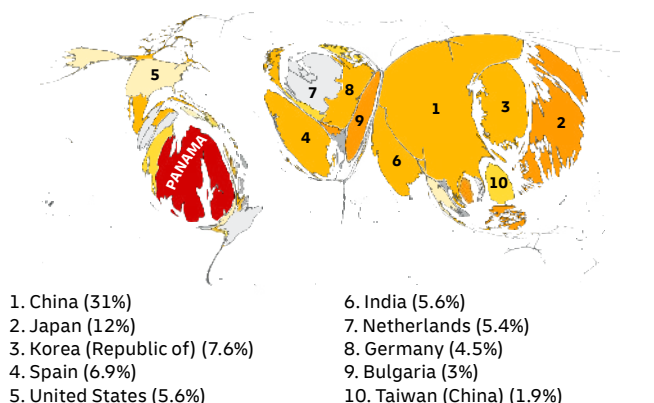 5
7
8
1
3
2
9
4
6
PANAMA
10
1. China (31%)
2. Japan (12%)
3. Korea (Republic of) (7.6%)
4. Spain (6.9%)
5. United States (5.6%)
6. India (5.6%)
7. Netherlands (5.4%)
8. Germany (4.5%)
9. Bulgaria (3%)
10. Taiwan (China) (1.9%)